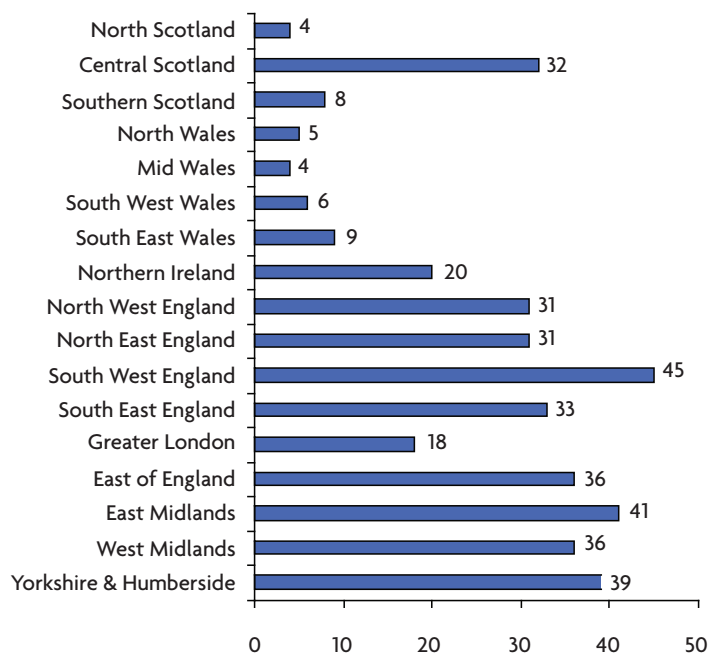 North Scotland 4
Central Scotland 32
Southern Scotland 8
North Wales 5
Mid Wales 4
South West Wales 6
South East Wales 9
Northern Ireland 20
North West England 31
North East England 31
South West England 45
South East England 33
Greater London 18
East of England 36
East Midlands 41
West Midlands 36
Yorkshire & Humberside 39
0 10 20 30 40 50